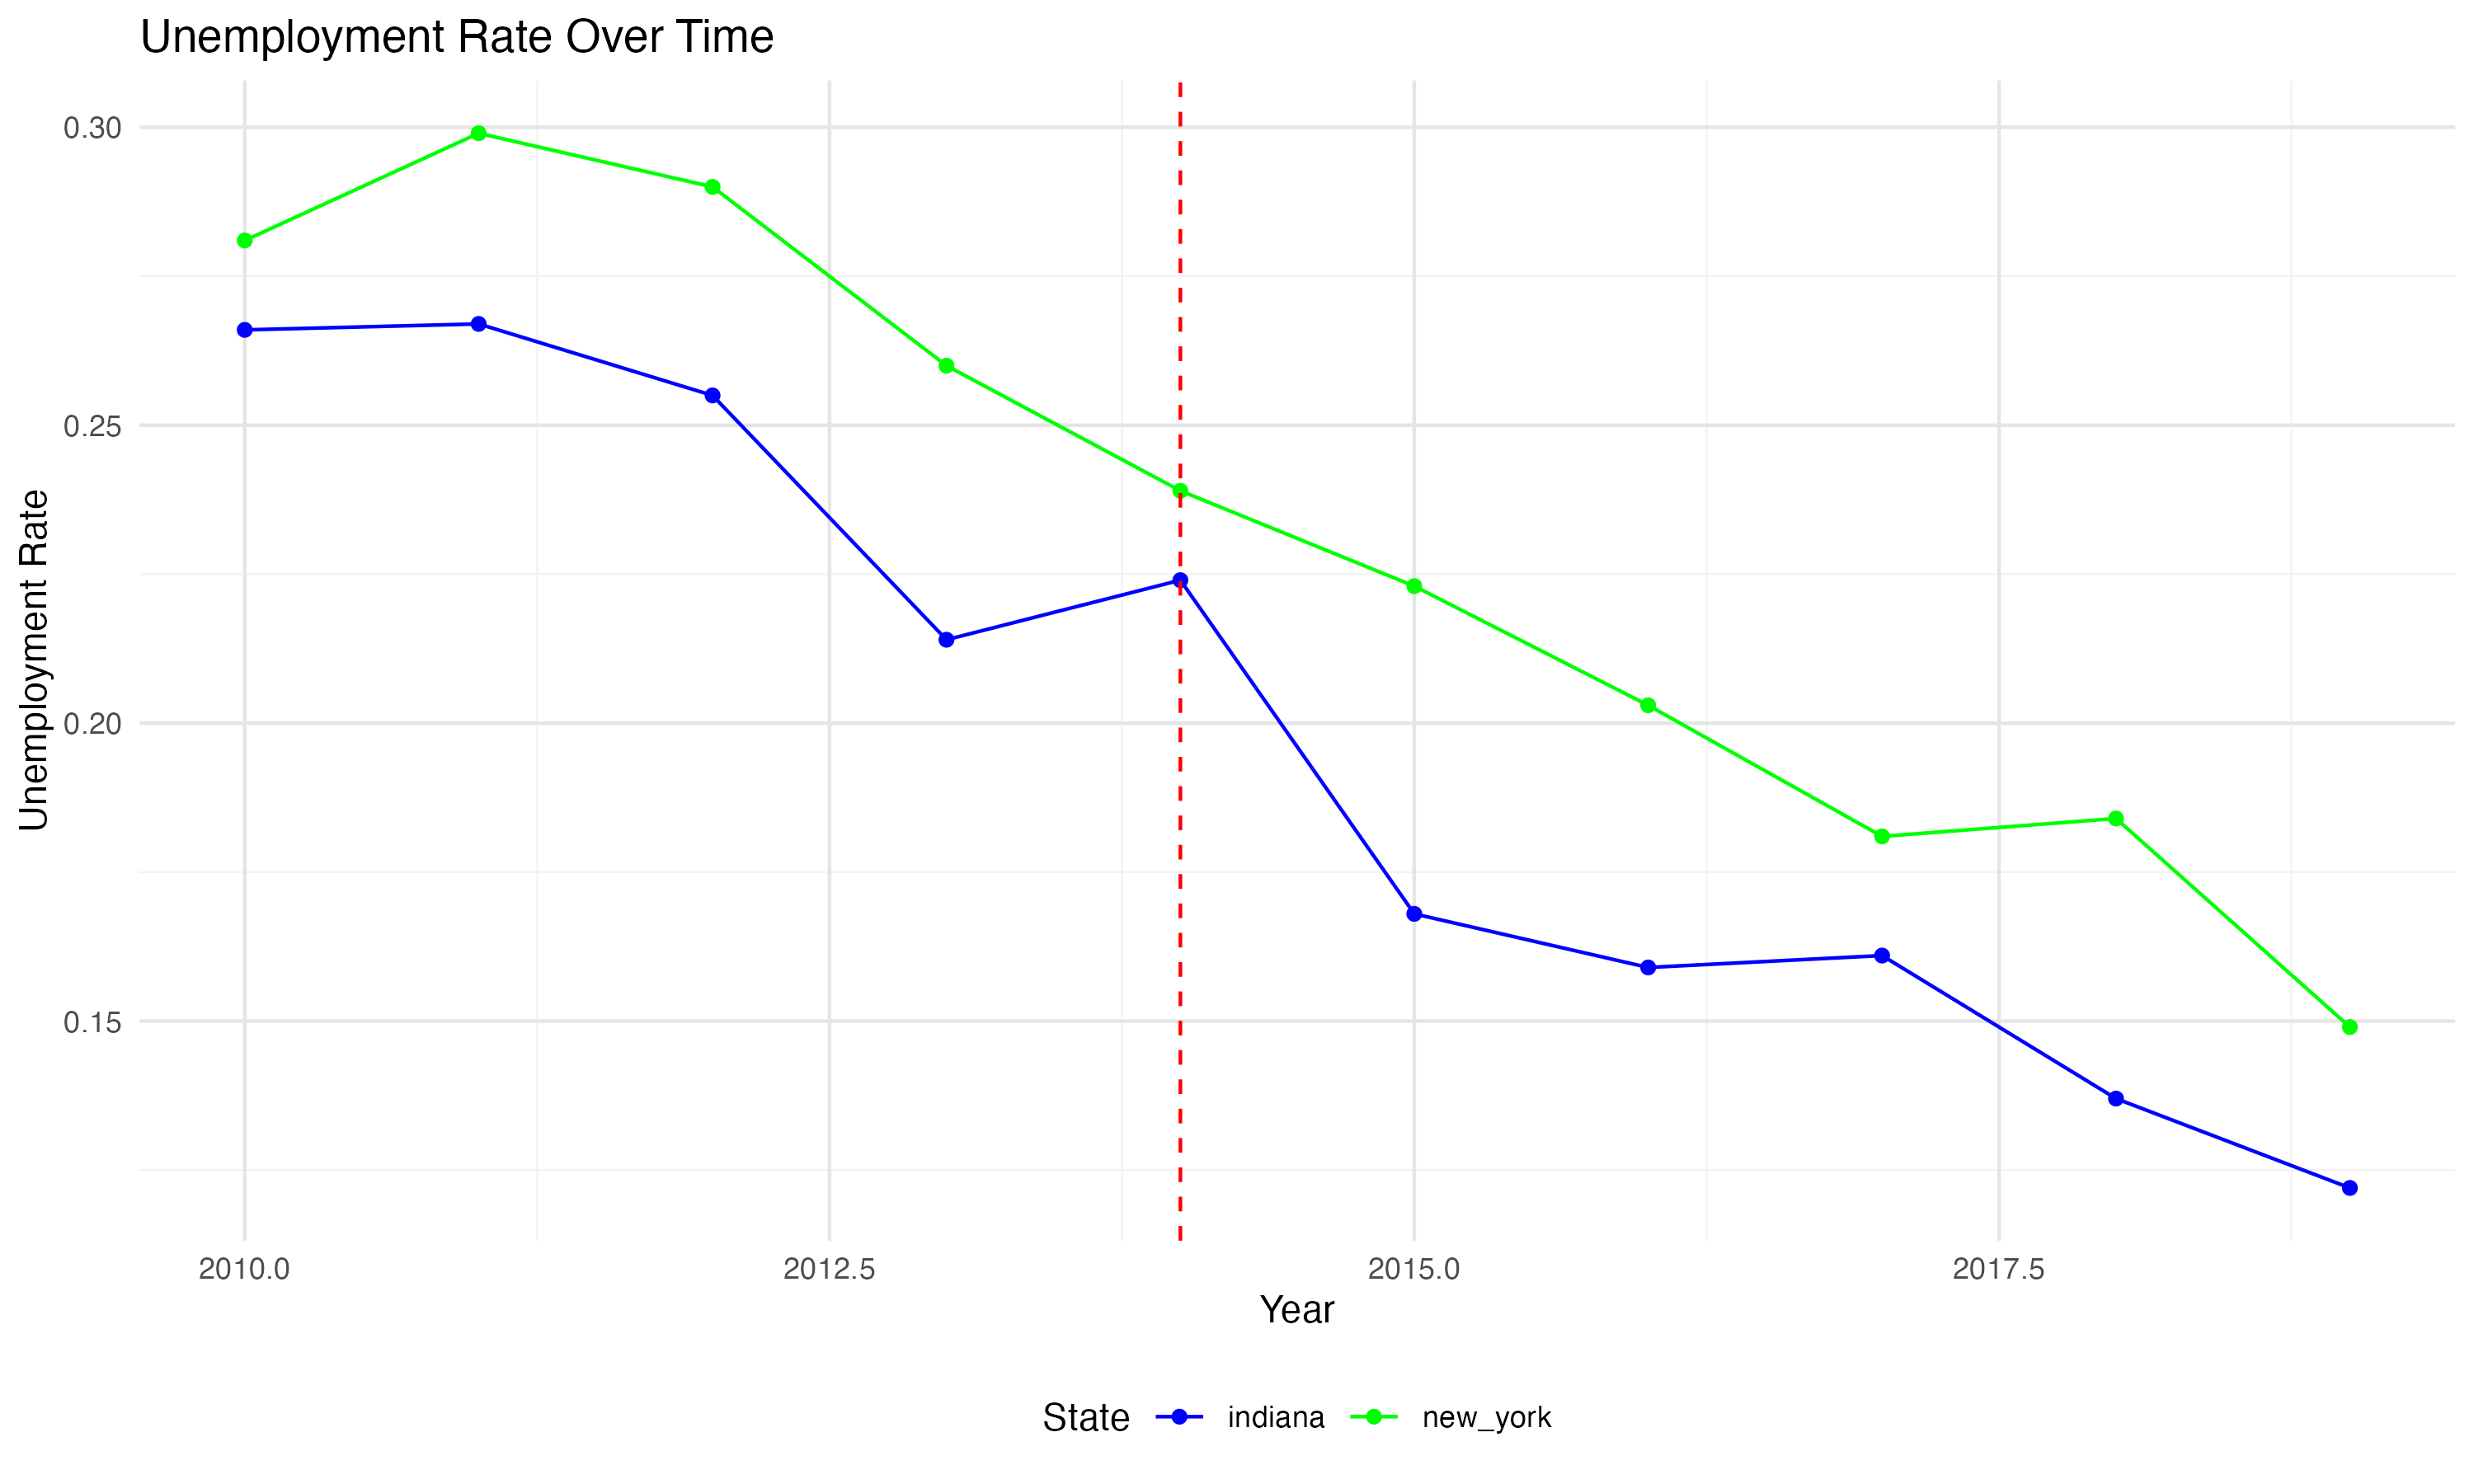 Unemployment Rate Over Time
Unemployment Rate
0.30
0.25
0.20
0.15
2010.0 2012.5 2015.0 2017.5
Year
State indiana new_york